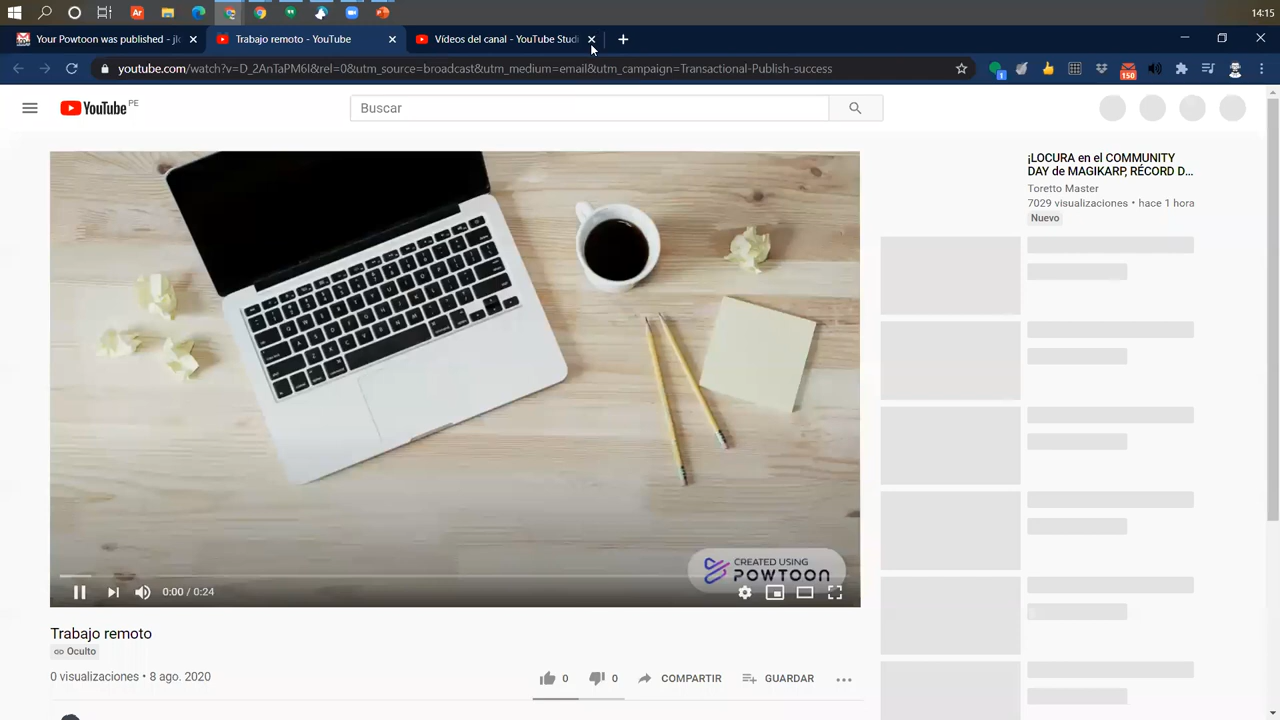 14:15
Your Powtoon was published - jl
Trabajo remoto - YouTube
Vídeos del canal - YouTube Studi
youtube.com/watch?v=D_2AnTaPM6I&rel=0&utm_source=broadcast&utm_medium=email&utm_campaign=Transactional-Publish-success
1
150
YouTube PE
Buscar
¡LOCURA en el COMMUNITY
DAY de MAGIKARP, RÉCORD D...
Toretto Master
7029 visualizaciones • hace 1 hora
Nuevo
CREATED USING
POWTOON
0:00 / 0:24
Trabajo remoto
Oculto
0 visualizaciones • 8 ago. 2020
0
0
COMPARTIR
GUARDAR